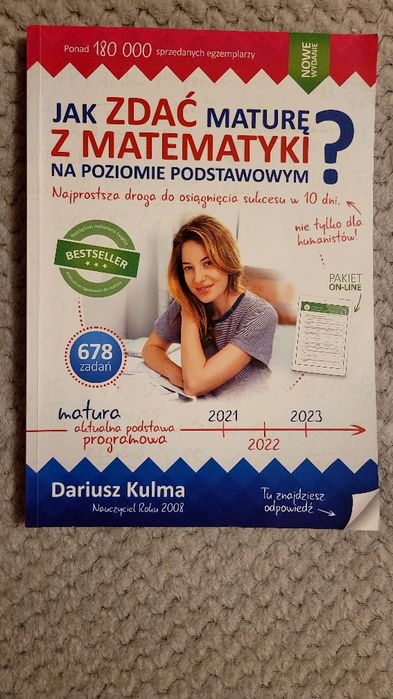 Ponad 180 000 sprzedanych egzemplarzy
NOWE
WYDANIE
JAK ZDAĆ MATURĘ
Z MATEMATYKI
NA POZIOMIE PODSTAWOWYM
?
Najprostsza droga do osiągnięcia sukcesu w 10 dni.
nie tylko dla
humanistów!
BESTSELLER
PAKIET
ON-LINE
678
zadań
matura
aktualna podstawa
programowa
2021
2022
2023
Dariusz Kulma
Nauczyciel Roku 2008
Tu znajdziesz
odpowiedź